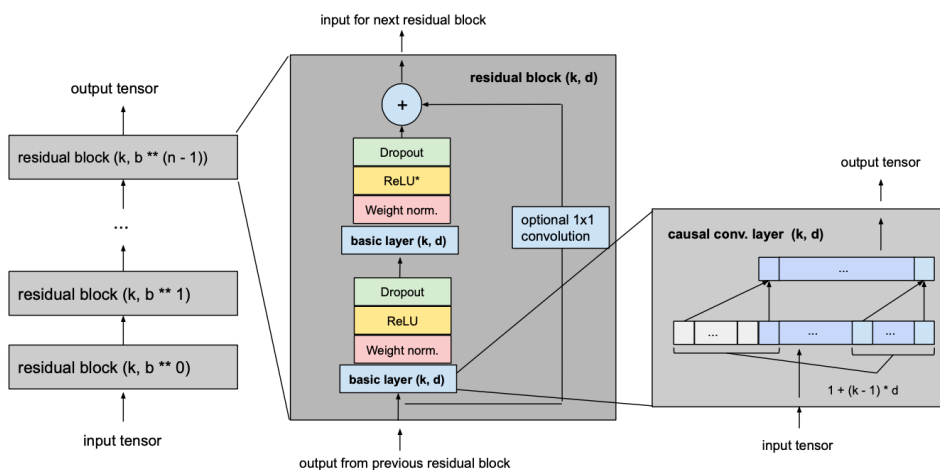 output tensor
residual block (k, b ** (n - 1))
...
residual block (k, b ** 1)
residual block (k, b ** 0)
input tensor
input for next residual block
residual block (k, d)
+
Dropout
ReLU*
Weight norm.
basic layer (k, d)
optional 1x1
convolution
Dropout
ReLU
Weight norm.
basic layer (k, d)
output from previous residual block
output tensor
causal conv. layer (k, d)
...
... ... ...
1 + (k - 1) * d
input tensor